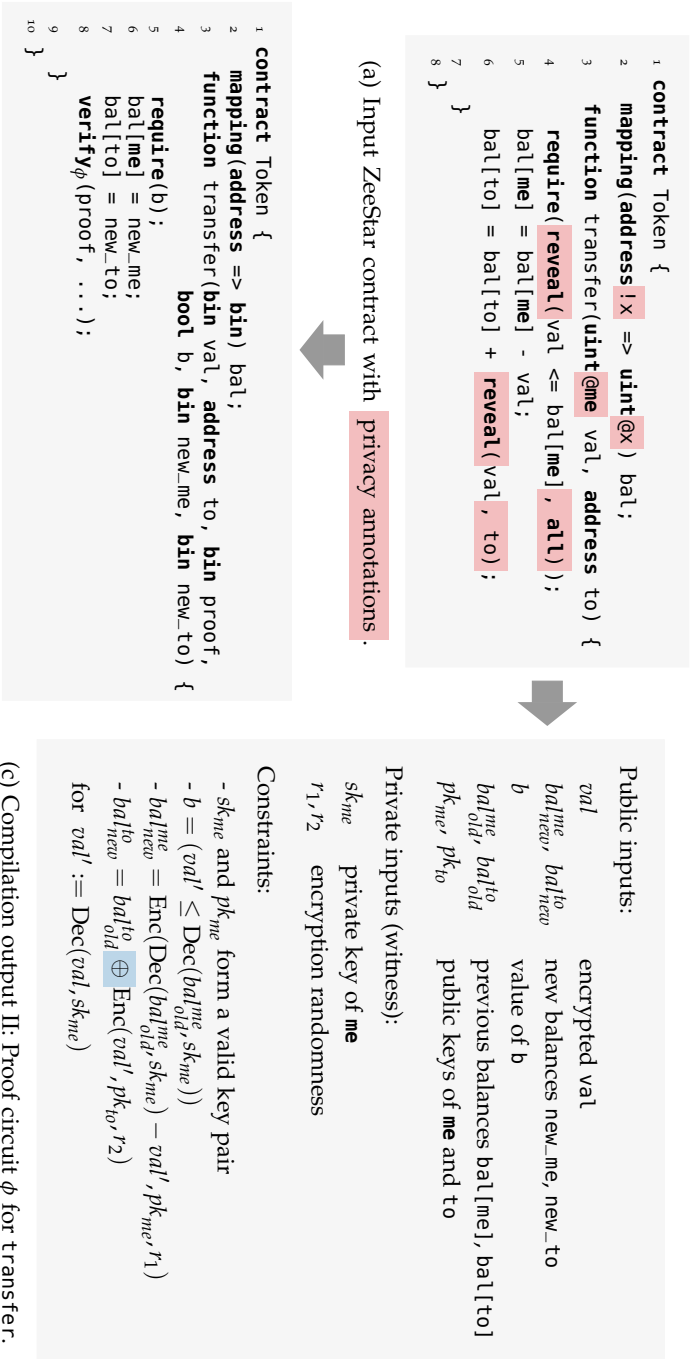 1 contract Token {
2 mapping(address!x => uint@x) bal;
3 function transfer(uint@me val, address to) {
4 require(reveal(val <= bal[me], all));
5 bal[me] = bal[me] - val;
6 bal[to] = bal[to] + reveal(val, to);
7 }
8 }
(a) Input ZeeStar contract with privacy annotations.
1 contract Token {
2 mapping(address => bin) bal;
3 function transfer(bin val, address to, bin proof,
4 bool b, bin new_me, bin new_to) {
5 require(b);
6 bal[me] = new_me;
7 bal[to] = new_to;
8 verifyϕ(proof, ...);
9 }
10 }
Public inputs:
val encrypted val
bal^me_new, bal^to_new new balances new_me, new_to
b value of b
bal^me_old, bal^to_old previous balances bal[me], bal[to]
pk_me, pk_to public keys of me and to
Private inputs (witness):
sk_me private key of me
r1, r2 encryption randomness
Constraints:
- sk_me and pk_me form a valid key pair
- b = (val′ ≤ Dec(bal^me_old, sk_me))
- bal^me_new = Enc(Dec(bal^me_old, sk_me) − val′, pk_me, r1)
- bal^to_new = bal^to_old ⊕ Enc(val′, pk_to, r2)
for val′ := Dec(val, sk_me)
(c) Compilation output II: Proof circuit ϕ for transfer.